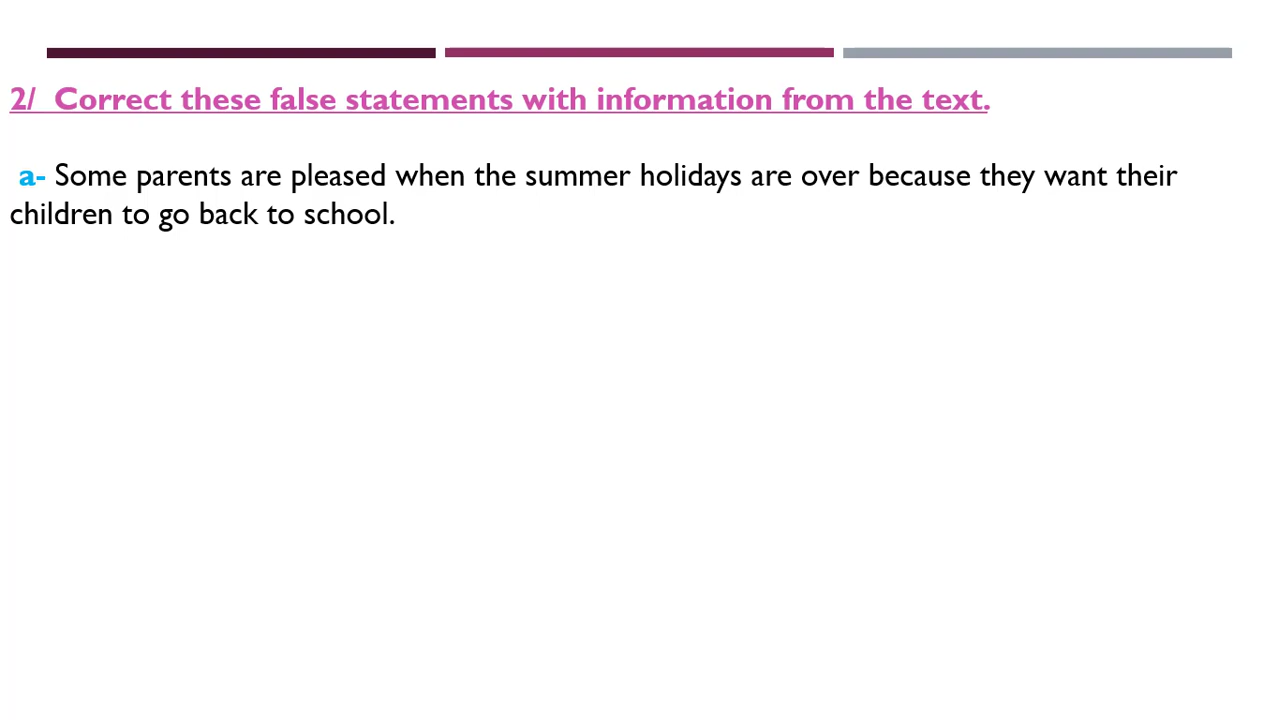 2/ Correct these false statements with information from the text.
a- Some parents are pleased when the summer holidays are over because they want their
children to go back to school.